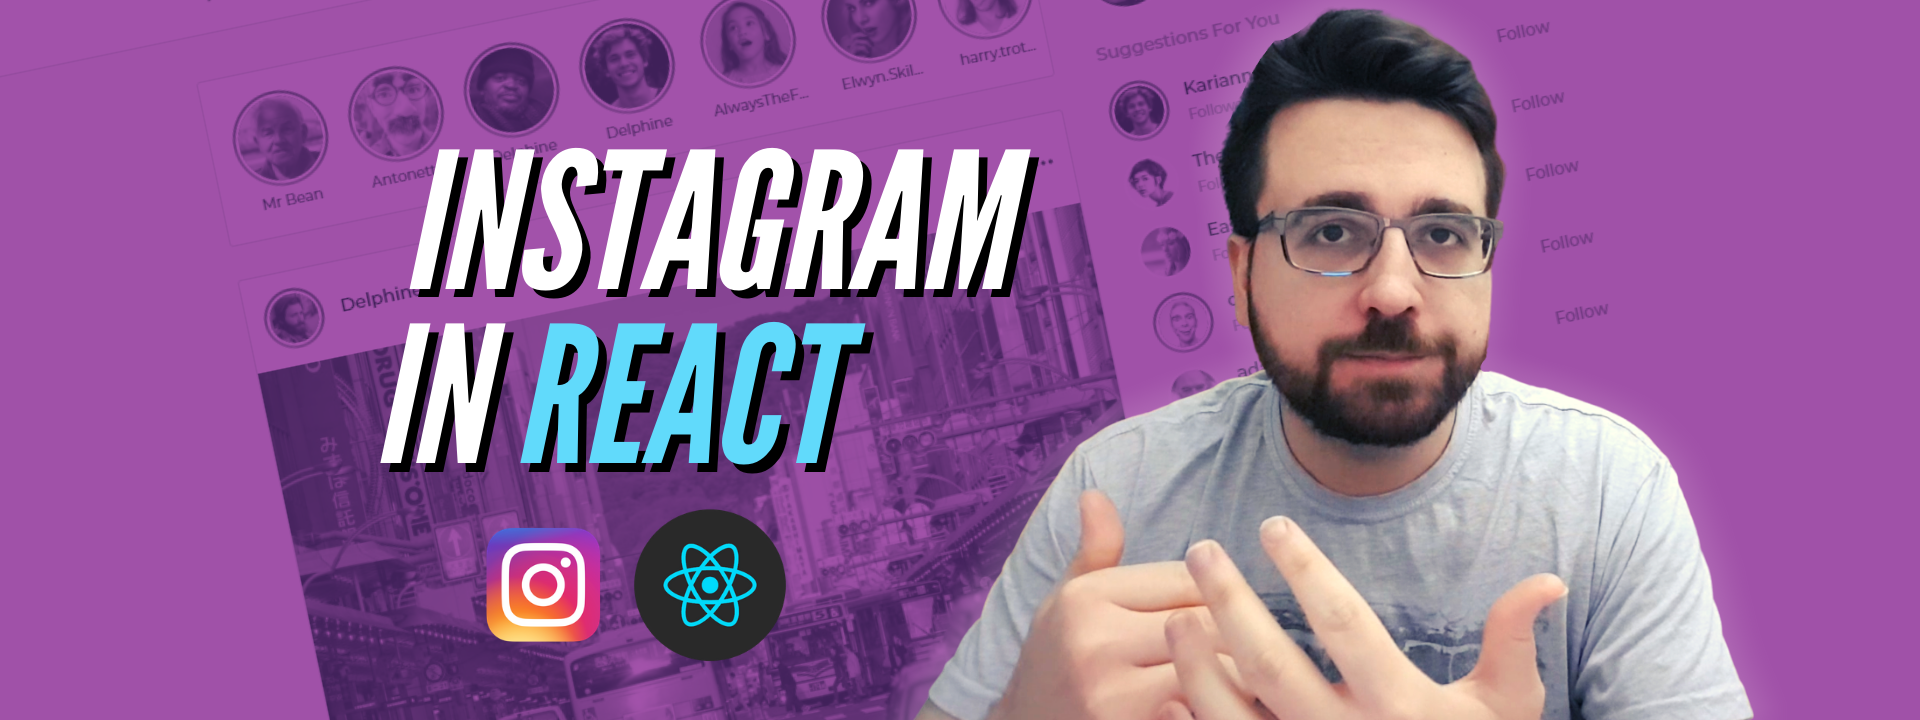 Suggestions For You
Follow
Mr Bean
Delphine
AlwaysTheF...
Elwyn.Skil...
harry.trot...
Follow
Follow
Follow
Follow
Delphine
INSTAGRAM
IN REACT